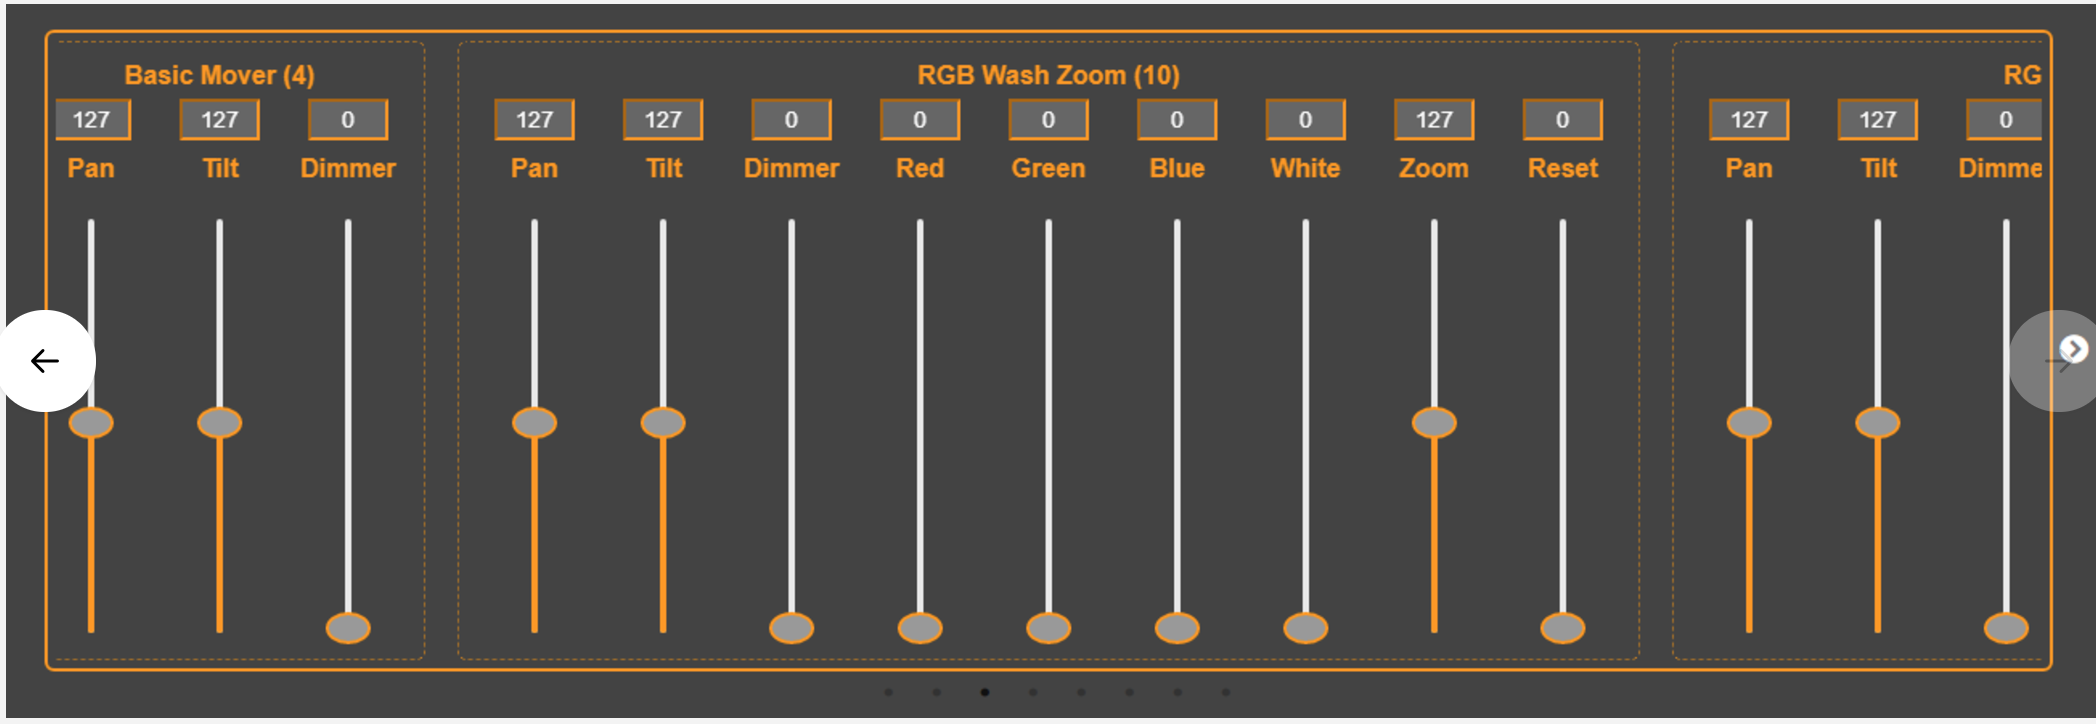 Basic Mover (4)
RGB Wash Zoom (10)
RG
127 127 0 127 127 0 0 0 0 0 127 0 127 127 0
Pan Tilt Dimmer Pan Tilt Dimmer Red Green Blue White Zoom Reset Pan Tilt Dimme